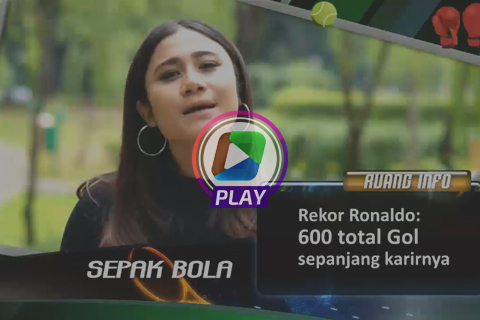 RUANG INFO
Rekor Ronaldo:
600 total Gol
sepanjang karirnya
SEPAK BOLA
PLAY